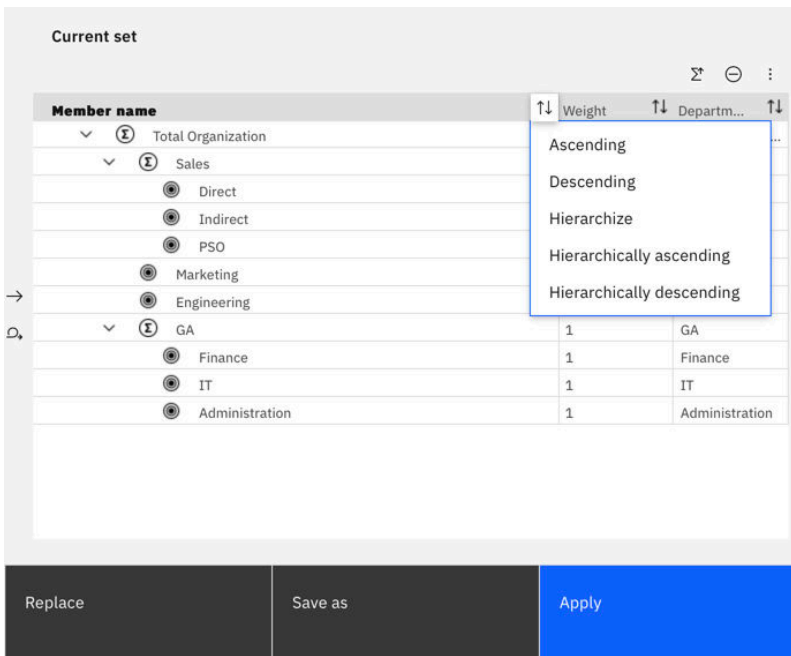 Current set
Member name Weight Departm...
Total Organization ...
Sales
Direct
Indirect
PSO
Marketing
Engineering
GA 1 GA
Finance 1 Finance
IT 1 IT
Administration 1 Administration
Ascending
Descending
Hierarchize
Hierarchically ascending
Hierarchically descending
Replace Save as Apply